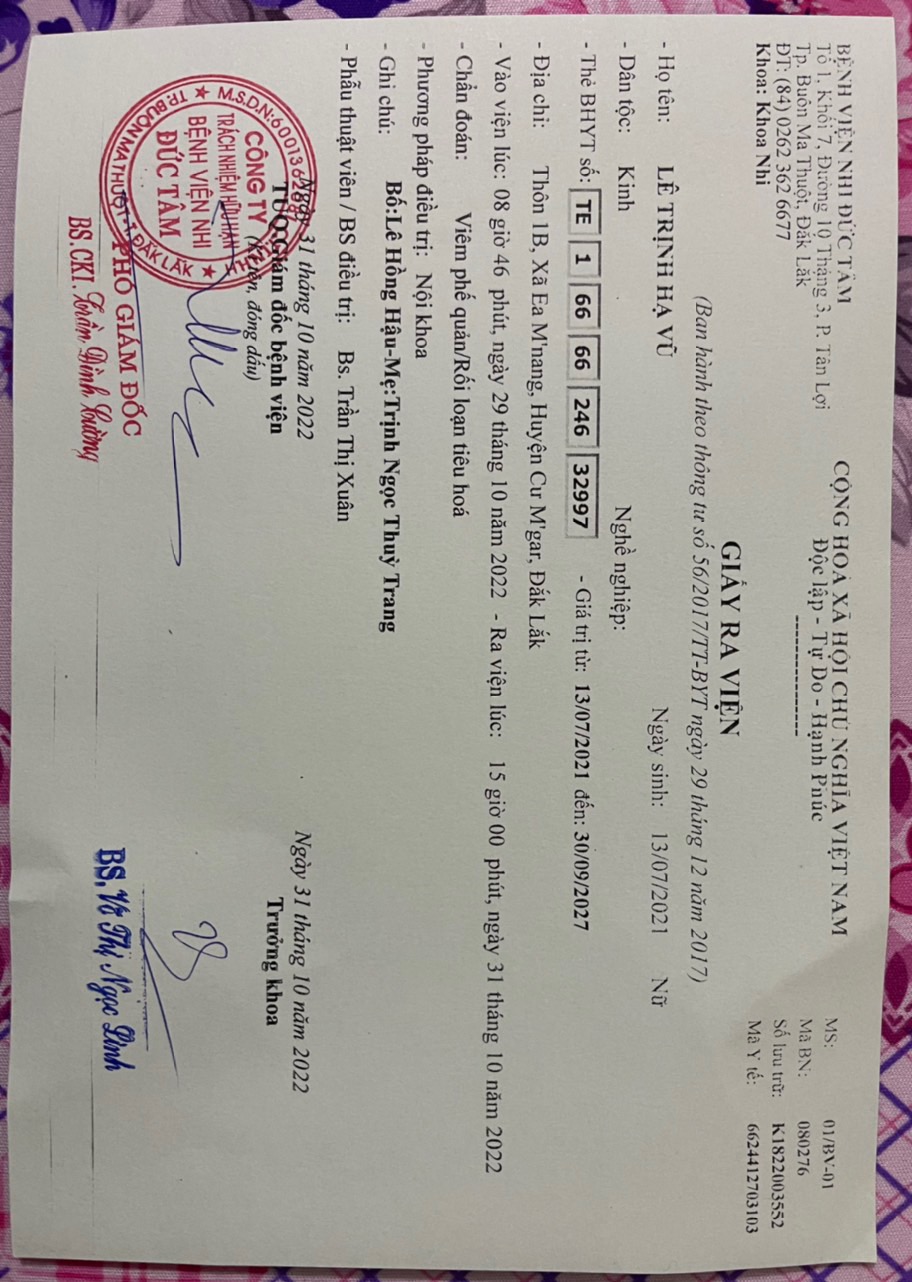 BỆNH VIỆN NHI ĐỨC TÂM
Tổ 1, Khối 7, Đường 10 Tháng 3, P. Tân Lợi
Tp. Buôn Ma Thuột, Đắk Lắk
ĐT: (84) 0262 362 6677
Khoa: Khoa Nhi
CỘNG HOÀ XÃ HỘI CHỦ NGHĨA VIỆT NAM
Độc lập - Tự Do - Hạnh Phúc
------------
MS: 01/BV-01
Mã BN: 080276
Số lưu trữ: K1822003552
Mã Y tế: 6624412703103
GIẤY RA VIỆN
(Ban hành theo thông tư số 56/2017/TT-BYT ngày 29 tháng 12 năm 2017)
- Họ tên: LÊ TRỊNH HẠ VŨ Ngày sinh: 13/07/2021 Nữ
- Dân tộc: Kinh Nghề nghiệp:
- Thẻ BHYT số: TE 1 66 66 246 32997 - Giá trị từ: 13/07/2021 đến: 30/09/2027
- Địa chỉ: Thôn 1B, Xã Ea M'nang, Huyện Cư M'gar, Đắk Lắk
- Vào viện lúc: 08 giờ 46 phút, ngày 29 tháng 10 năm 2022 - Ra viện lúc: 15 giờ 00 phút, ngày 31 tháng 10 năm 2022
- Chẩn đoán: Viêm phế quản/Rối loạn tiêu hoá
- Phương pháp điều trị: Nội khoa
- Ghi chú: Bố:Lê Hồng Hậu-Mẹ:Trịnh Ngọc Thuỳ Trang
- Phẫu thuật viên / BS điều trị: Bs. Trần Thị Xuân
Ngày 31 tháng 10 năm 2022
TUQ.Giám đốc bệnh viện
(Ký tên, đóng dấu)
M.S.D.N:60013
CÔNG TY
TRÁCH NHIỆM HỮU HẠN
BỆNH VIỆN NHI
ĐỨC TÂM
TP.BUÔN MA THUỘT - T.ĐẮK LẮK
PHÓ GIÁM ĐỐC
BS.CKI. Trần Đình Hường
Ngày 31 tháng 10 năm 2022
Trưởng khoa
BS. Võ Thị Ngọc Dinh